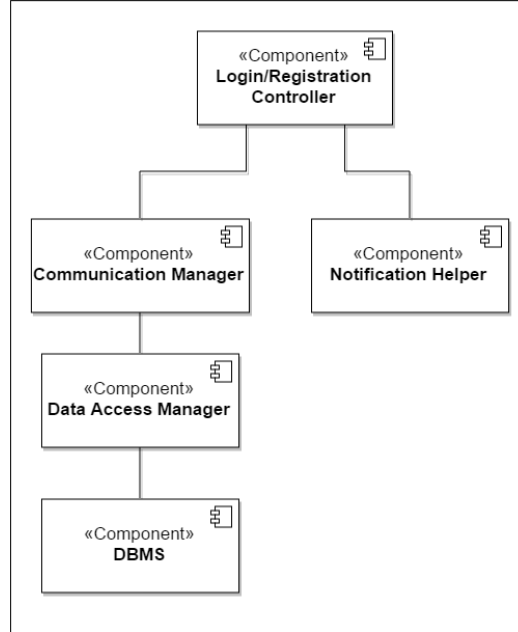 «Component»
Login/Registration
Controller
«Component»
Communication Manager
«Component»
Notification Helper
«Component»
Data Access Manager
«Component»
DBMS